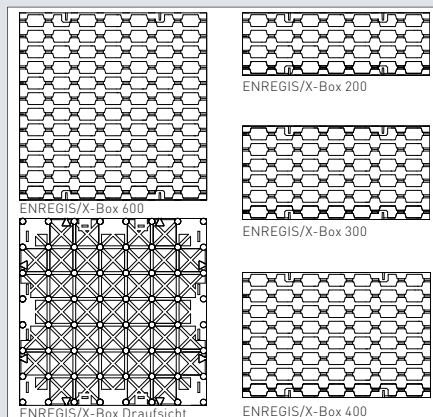 ENREGIS/X-Box 600
ENREGIS/X-Box Draufsicht
ENREGIS/X-Box 200
ENREGIS/X-Box 300
ENREGIS/X-Box 400